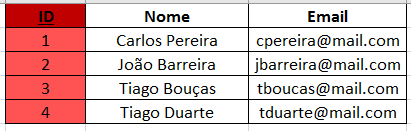 ID Nome Email
1 Carlos Pereira cpereira@mail.com
2 João Barreira jbarreira@mail.com
3 Tiago Bouças tboucas@mail.com
4 Tiago Duarte tduarte@mail.com